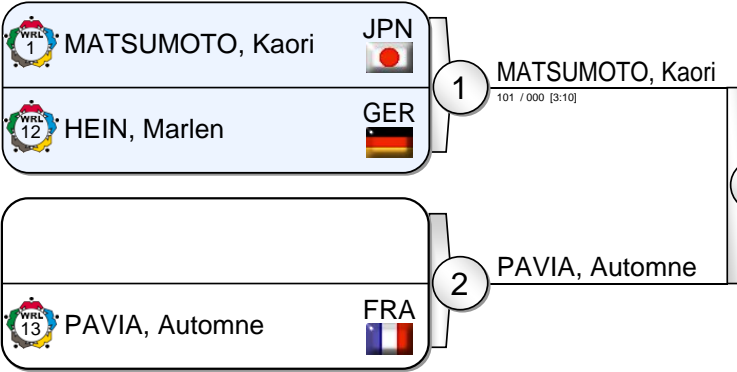 WRL
1
MATSUMOTO, Kaori
JPN
1
MATSUMOTO, Kaori
101 / 000 [3:10]
WRL
12
HEIN, Marlen
GER
2
PAVIA, Automne
WRL
13
PAVIA, Automne
FRA